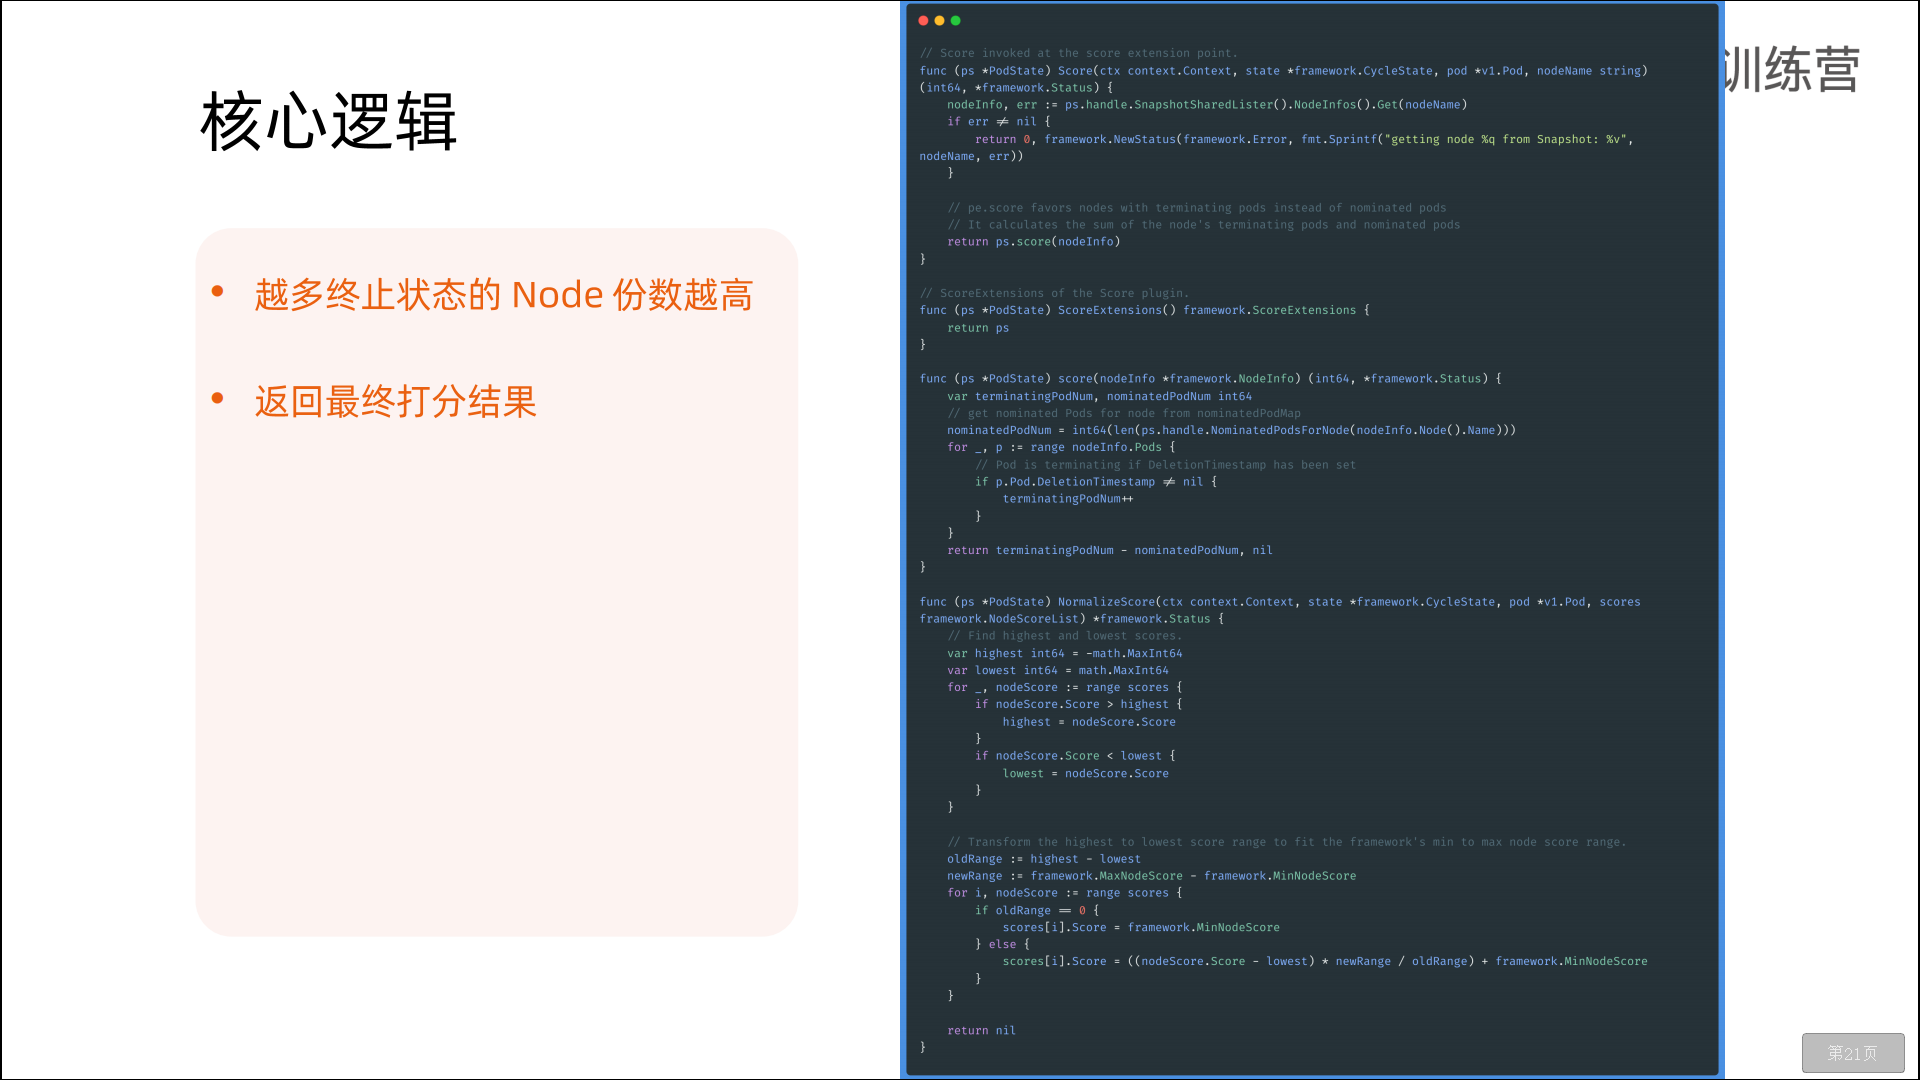 核心逻辑
训练营
• 越多终止状态的 Node 份数越高
• 返回最终打分结果
// Score invoked at the score extension point.
func (ps *PodState) Score(ctx context.Context, state *framework.CycleState, pod *v1.Pod, nodeName string)
(int64, *framework.Status) {
    nodeInfo, err := ps.handle.SnapshotSharedLister().NodeInfos().Get(nodeName)
    if err != nil {
        return 0, framework.NewStatus(framework.Error, fmt.Sprintf("getting node %q from Snapshot: %v",
nodeName, err))
    }

    // pe.score favors nodes with terminating pods instead of nominated pods
    // It calculates the sum of the node's terminating pods and nominated pods
    return ps.score(nodeInfo)
}

// ScoreExtensions of the Score plugin.
func (ps *PodState) ScoreExtensions() framework.ScoreExtensions {
    return ps
}

func (ps *PodState) score(nodeInfo *framework.NodeInfo) (int64, *framework.Status) {
    var terminatingPodNum, nominatedPodNum int64
    // get nominated Pods for node from nominatedPodMap
    nominatedPodNum = int64(len(ps.handle.NominatedPodsForNode(nodeInfo.Node().Name)))
    for _, p := range nodeInfo.Pods {
        // Pod is terminating if DeletionTimestamp has been set
        if p.Pod.DeletionTimestamp != nil {
            terminatingPodNum++
        }
    }
    return terminatingPodNum - nominatedPodNum, nil
}

func (ps *PodState) NormalizeScore(ctx context.Context, state *framework.CycleState, pod *v1.Pod, scores
framework.NodeScoreList) *framework.Status {
    // Find highest and lowest scores.
    var highest int64 = -math.MaxInt64
    var lowest int64 = math.MaxInt64
    for _, nodeScore := range scores {
        if nodeScore.Score > highest {
            highest = nodeScore.Score
        }
        if nodeScore.Score < lowest {
            lowest = nodeScore.Score
        }
    }

    // Transform the highest to lowest score range to fit the framework's min to max node score range.
    oldRange := highest - lowest
    newRange := framework.MaxNodeScore - framework.MinNodeScore
    for i, nodeScore := range scores {
        if oldRange == 0 {
            scores[i].Score = framework.MinNodeScore
        } else {
            scores[i].Score = ((nodeScore.Score - lowest) * newRange / oldRange) + framework.MinNodeScore
        }
    }

    return nil
}
第21页